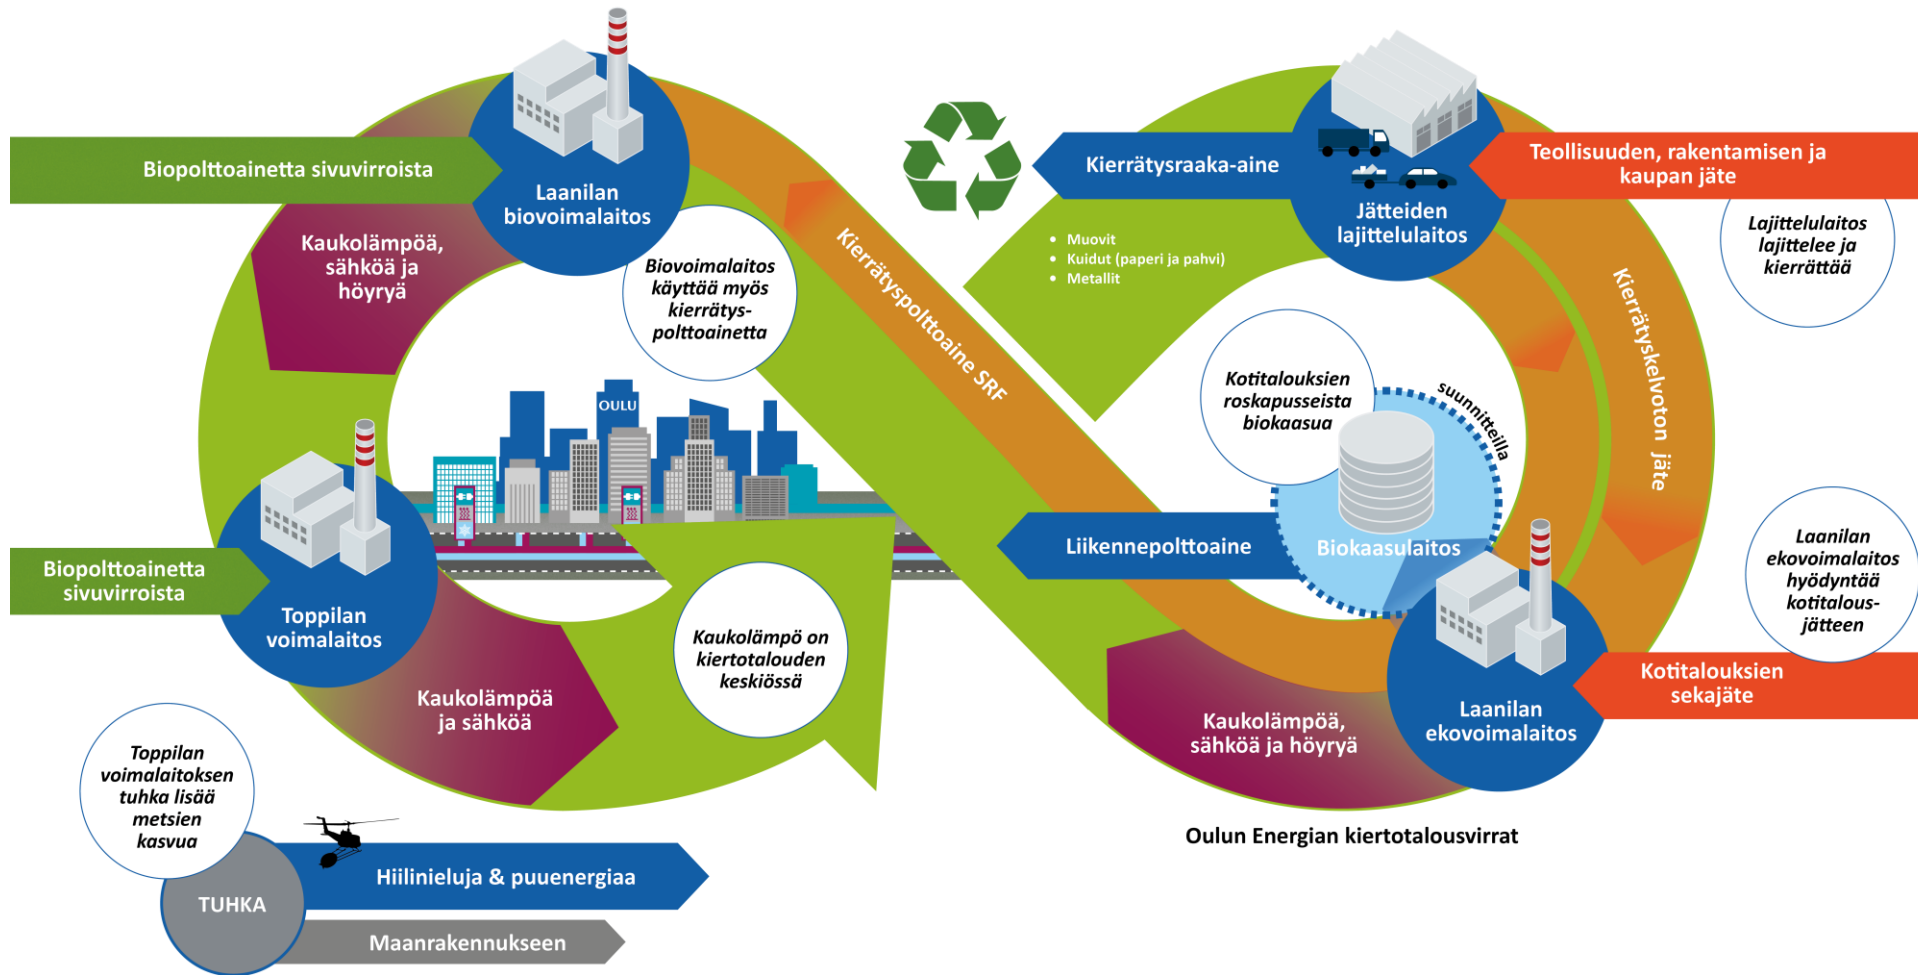 Biopolttoainetta sivuvirroista
Laanilan
biovoimalaitos
Kaukolämpöä,
sähköä ja
höyryä
Biovoimalaitos
käyttää myös
kierrätys-
polttoainetta
Kierrätyspolttoaine SRF
Kierrätysraaka-aine
• Muovit
• Kuidut (paperi ja pahvi)
• Metallit
Jätteiden
lajittelulaitos
Teollisuuden, rakentamisen ja
kaupan jäte
Lajittelulaitos
lajittelee ja
kierrättää
Kierrätyskelvoton jäte
Kotitalouksien
roskapusseista
biokaasua
suunnitteilla
OULU
Biopolttoainetta
sivuvirroista
Toppilan
voimalaitos
Liikennepolttoaine
Biokaasulaitos
Laanilan
ekovoimalaitos
hyödyntää
kotitalous-
jätteen
Kaukolämpö on
kiertotalouden
keskiössä
Kaukolämpöä
ja sähköä
Kaukolämpöä,
sähköä ja höyryä
Laanilan
ekovoimalaitos
Kotitalouksien
sekajäte
Toppilan
voimalaitoksen
tuhka lisää
metsien
kasvua
Oulun Energian kiertotalousvirrat
TUHKA
Hiilinieluja & puuenergiaa
Maanrakennukseen